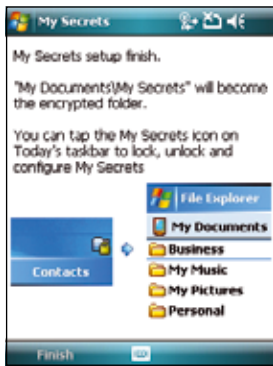 My Secrets
My Secrets setup finish.
"My Documents\My Secrets" will become
the encrypted folder.
You can tap the My Secrets icon on
Today's taskbar to lock, unlock and
configure My Secrets
File Explorer
My Documents
Business
Contacts
My Music
My Pictures
Personal
Finish